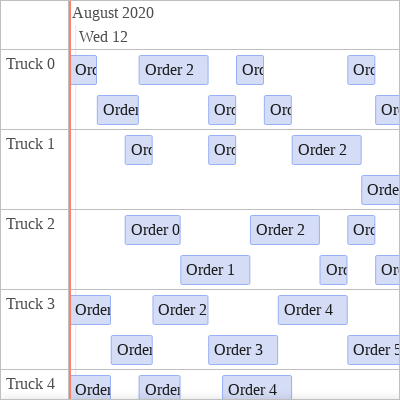 August 2020
Wed 12
Truck 0
Ord Order 2 Ord Ord
Order Ord Ord Ord
Truck 1
Ord Ord Order 2
Orde
Truck 2
Order 0 Order 2 Ord
Order 1 Ord Ord
Truck 3
Order Order 2 Order 4
Order Order 3 Order 5
Truck 4
Order Order Order 4